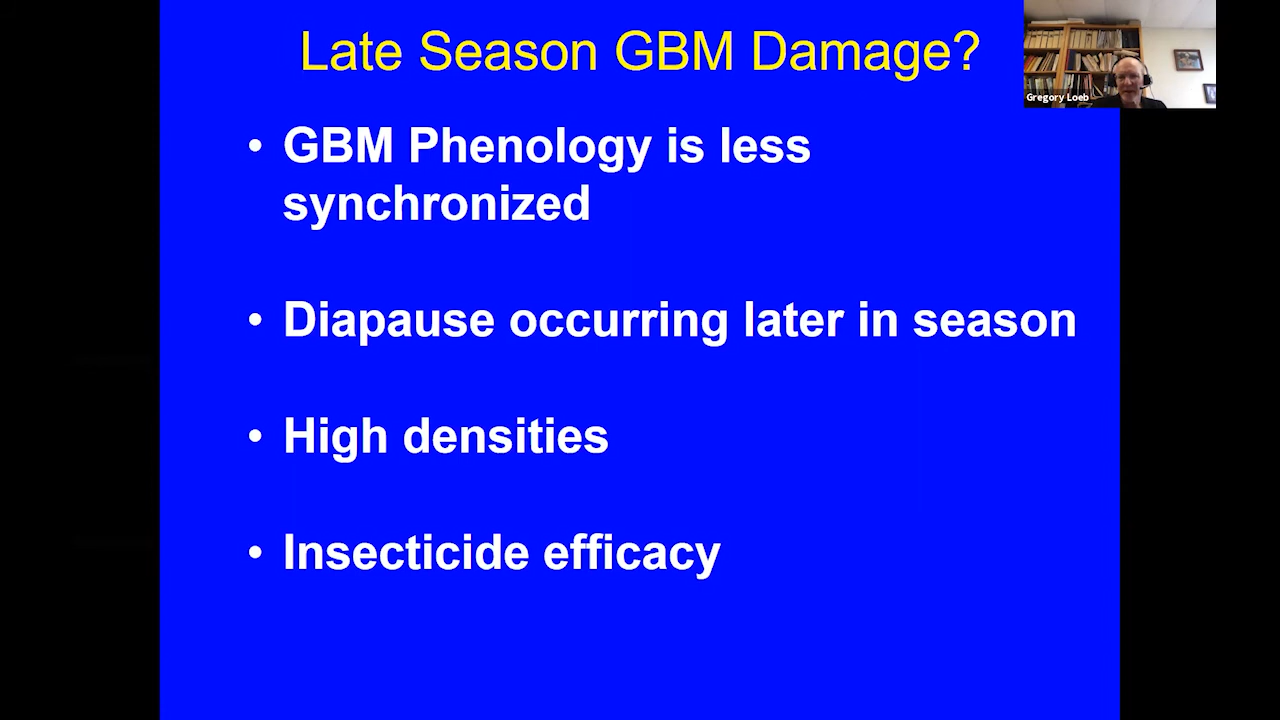 Late Season GBM Damage?
Gregory Loeb
• GBM Phenology is less
synchronized
• Diapause occurring later in season
• High densities
• Insecticide efficacy